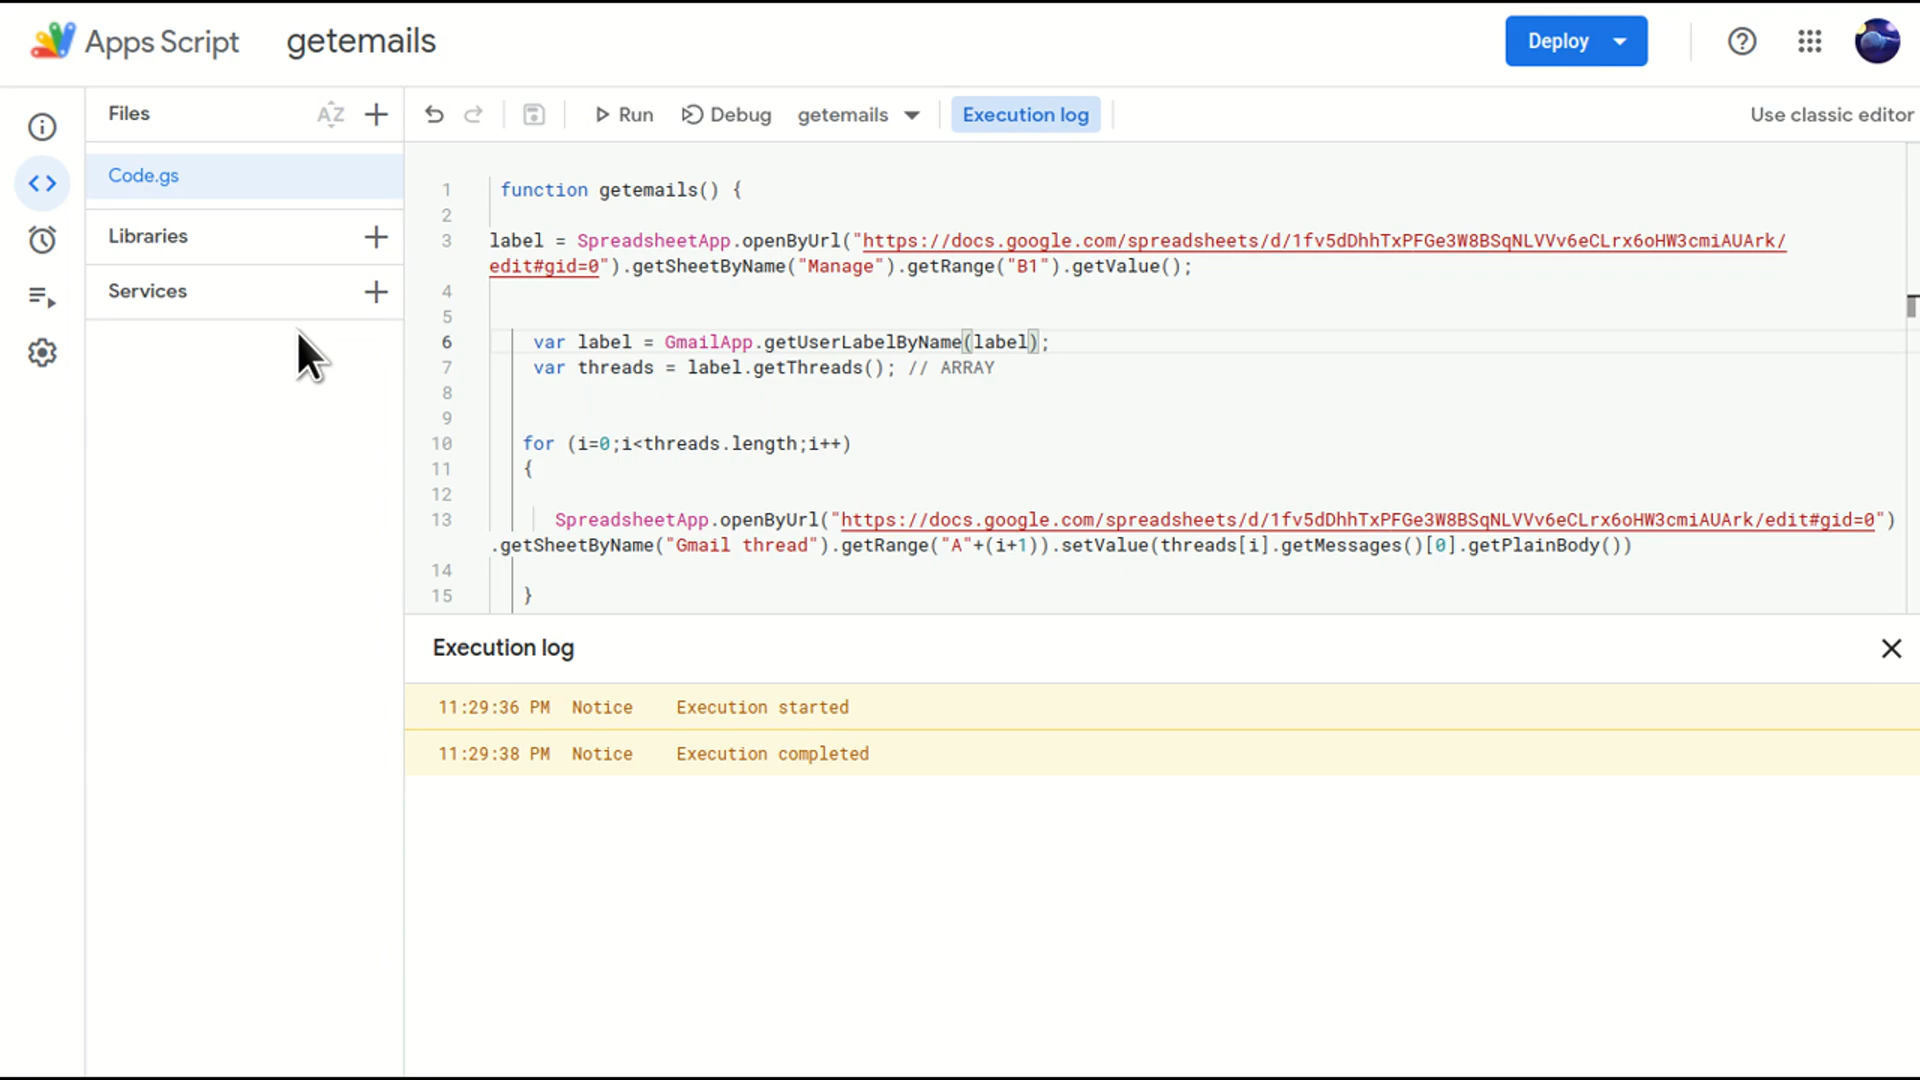 Apps Script getemails Deploy
Files AZ Run Debug getemails Execution log Use classic editor
Code.gs
Libraries
Services
1 function getemails() {
2
3 label = SpreadsheetApp.openByUrl("https://docs.google.com/spreadsheets/d/1fv5dDhhTxPFGe3W8BSqNLVVv6eCLrx6oHW3cmiAUArk/
edit#gid=0").getSheetByName("Manage").getRange("B1").getValue();
4
5
6 var label = GmailApp.getUserLabelByName(label);
7 var threads = label.getThreads(); // ARRAY
8
9
10 for (i=0;i<threads.length;i++)
11 {
12
13 SpreadsheetApp.openByUrl("https://docs.google.com/spreadsheets/d/1fv5dDhhTxPFGe3W8BSqNLVVv6eCLrx6oHW3cmiAUArk/edit#gid=0")
.getSheetByName("Gmail thread").getRange("A"+(i+1)).setValue(threads[i].getMessages()[0].getPlainBody())
14
15 }
Execution log
11:29:36 PM Notice Execution started
11:29:38 PM Notice Execution completed